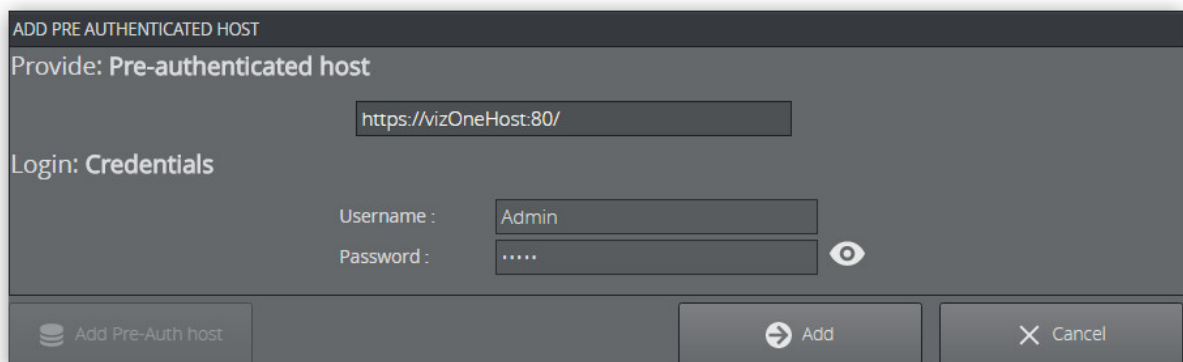 ADD PRE AUTHENTICATED HOST
Provide: Pre-authenticated host
https://vizOneHost:80/
Login: Credentials
Username :
Admin
Password :
•••••
Add Pre-Auth host
Add
Cancel